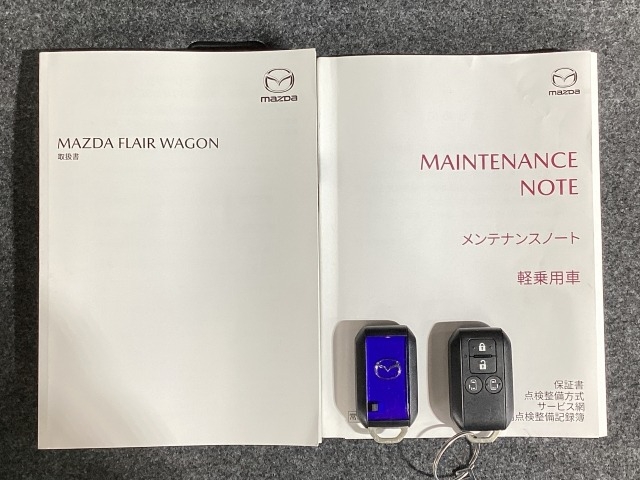 mazda
MAZDA FLAIR WAGON
取扱書
mazda
MAINTENANCE
NOTE
メンテナンスノート
軽乗用車
保証書
点検整備方式
サービス網
点検整備記録簿